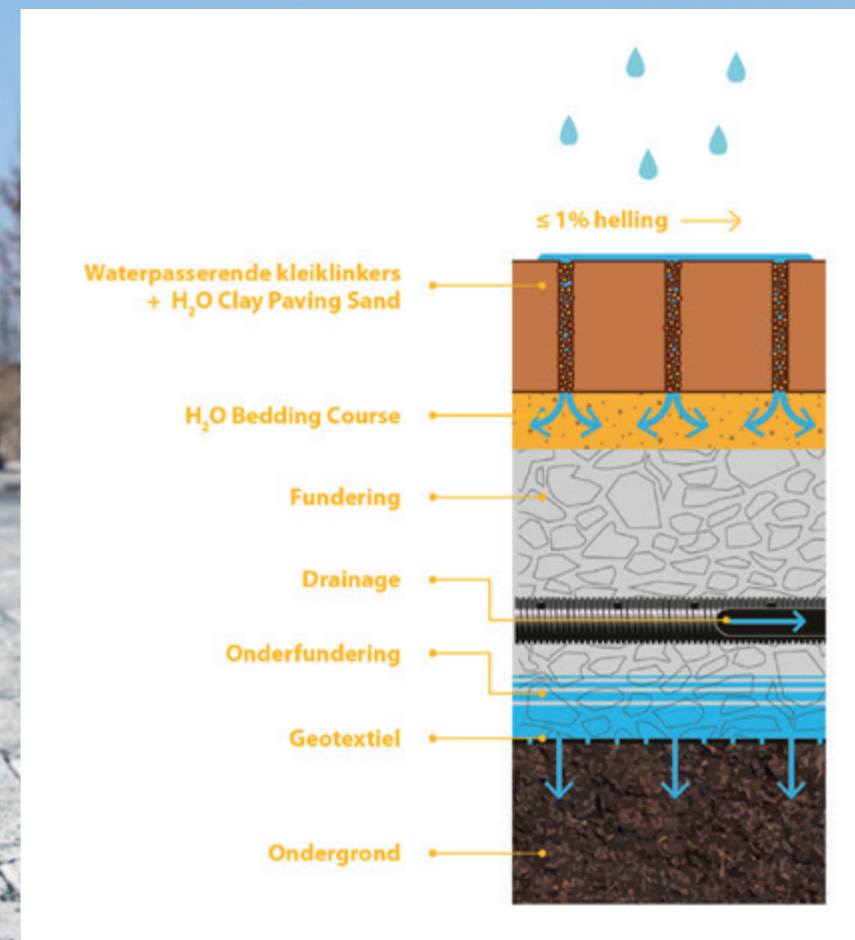 ≤ 1% helling
Waterpasserende kleiklinkers
+ H₂O Clay Paving Sand
H₂O Bedding Course
Fundering
Drainage
Onderfundering
Geotextiel
Ondergrond